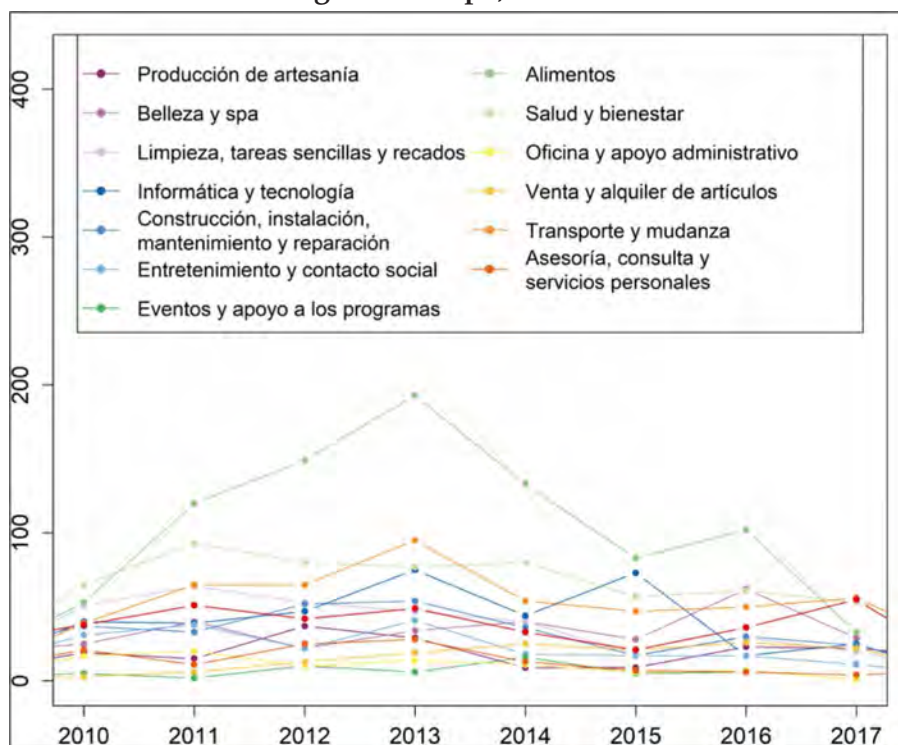 400
300
200
100
0
Producción de artesanía
Belleza y spa
Limpieza, tareas sencillas y recados
Informática y tecnología
Construcción, instalación,
mantenimiento y reparación
Entretenimiento y contacto social
Eventos y apoyo a los programas
Alimentos
Salud y bienestar
Oficina y apoyo administrativo
Venta y alquiler de artículos
Transporte y mudanza
Asesoría, consulta y
servicios personales
2010 2011 2012 2013 2014 2015 2016 2017